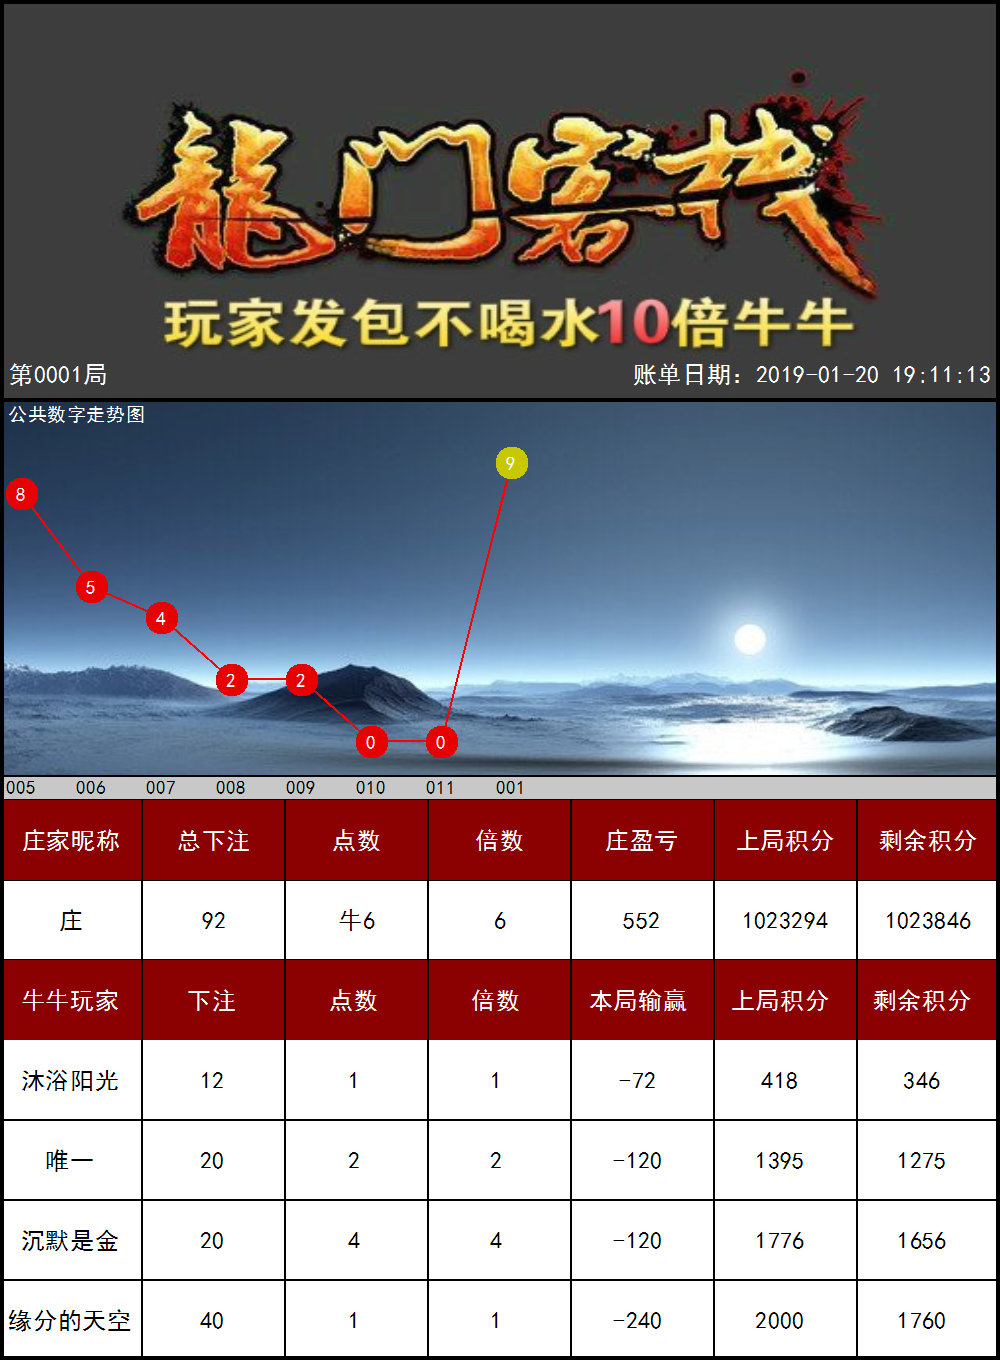 龍门客栈
玩家发包不喝水10倍牛牛
第0001局 账单日期：2019-01-20 19:11:13
公共数字走势图
8 5 4 2 2 0 0 9
005 006 007 008 009 010 011 001
庄家昵称 总下注 点数 倍数 庄盈亏 上局积分 剩余积分
庄 92 牛6 6 552 1023294 1023846
牛牛玩家 下注 点数 倍数 本局输赢 上局积分 剩余积分
沐浴阳光 12 1 1 -72 418 346
唯一 20 2 2 -120 1395 1275
沉默是金 20 4 4 -120 1776 1656
缘分的天空 40 1 1 -240 2000 1760